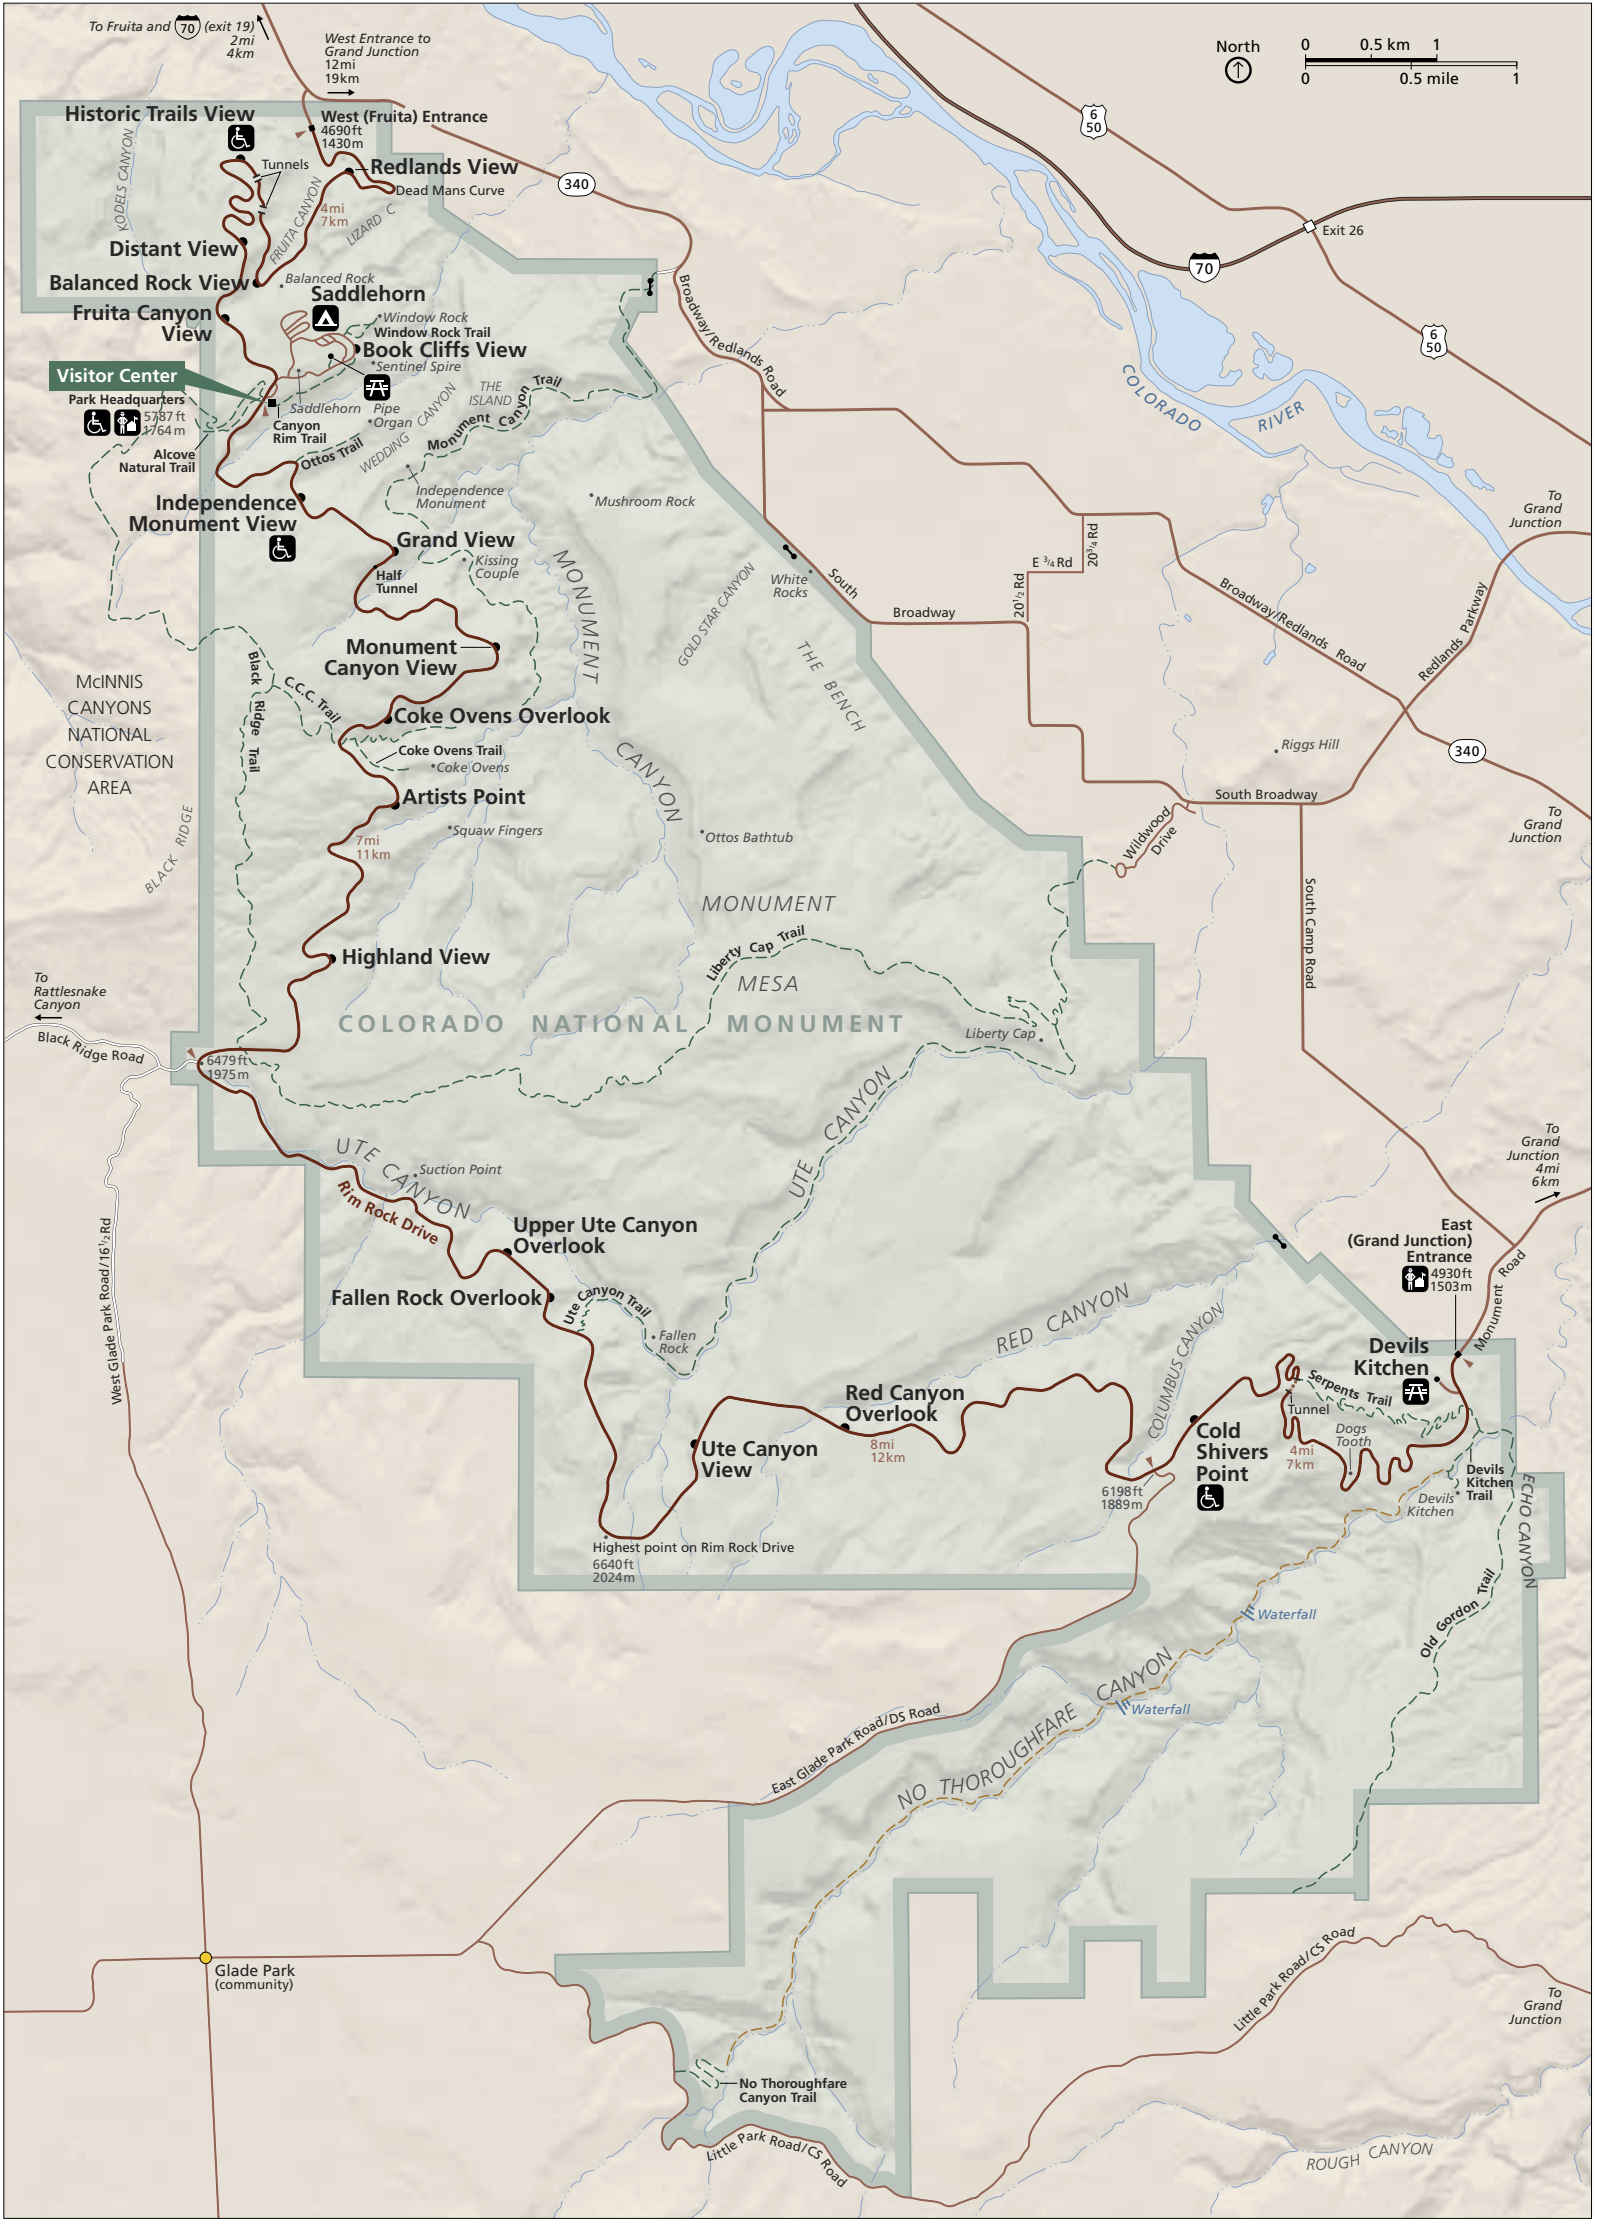 To Fruita and 70 (exit 19)
2mi
4km
West Entrance to
Grand Junction
12mi
19km
North
0 0.5 km 1
0 0.5 mile 1
Historic Trails View
West (Fruita) Entrance
4690ft
1430m
6
50
Tunnels
Redlands View
Dead Mans Curve
340
KODELS CANYON
FRUITA CANYON
4mi
7km
LIZARD C
Exit 26
70
Distant View
Balanced Rock View
Balanced Rock
Saddlehorn
Fruita Canyon
View
Window Rock
Window Rock Trail
Book Cliffs View
Sentinel Spire
6
50
Broadway/Redlands Road
Visitor Center
Park Headquarters
5787ft
1764m
Saddlehorn
Pipe
Organ
Canyon
Rim Trail
THE
ISLAND
Monument Canyon Trail
WEDDING CANYON
Ottos Trail
Alcove
Natural Trail
COLORADO RIVER
Independence
Monument View
Independence
Monument
Mushroom Rock
To
Grand
Junction
Grand View
Kissing
Couple
Half
Tunnel
MONUMENT
CANYON
GOLD STAR CANYON
White
Rocks
South
Broadway
E 3/4 Rd
20 3/4 Rd
20 1/2 Rd
Broadway/Redlands Road
Redlands Parkway
THE BENCH
Monument
Canyon View
McINNIS
CANYONS
NATIONAL
CONSERVATION
AREA
Black Ridge Trail
C.C.C. Trail
Coke Ovens Overlook
Coke Ovens Trail
Coke Ovens
Riggs Hill
340
Artists Point
South Broadway
To
Grand
Junction
Squaw Fingers
Ottos Bathtub
7mi
11km
BLACK RIDGE
Wildwood
Drive
MONUMENT
MESA
Liberty Cap Trail
South Camp Road
Highland View
To
Rattlesnake
Canyon
Black Ridge Road
COLORADO NATIONAL MONUMENT
Liberty Cap
6479ft
1975m
UTE CANYON
UTE CANYON
Suction Point
Rim Rock Drive
To
Grand
Junction
4mi
6km
West Glade Park Road/16 1/2 Rd
Upper Ute Canyon
Overlook
East
(Grand Junction)
Entrance
4930ft
1503m
Monument Road
Fallen Rock Overlook
Ute Canyon Trail
Fallen
Rock
RED CANYON
COLUMBUS CANYON
Devils
Kitchen
Serpents Trail
Tunnel
Red Canyon
Overlook
8mi
12km
Ute Canyon
View
Cold
Shivers
Point
Dogs
Tooth
4mi
7km
6198ft
1889m
Devils
Kitchen
Devils
Kitchen
Trail
ECHO CANYON
Highest point on Rim Rock Drive
6640ft
2024m
Old Gordon Trail
Waterfall
Waterfall
NO THOROUGHFARE CANYON
East Glade Park Road/DS Road
Glade Park
(community)
Little Park Road/CS Road
To
Grand
Junction
No Thoroughfare
Canyon Trail
Little Park Road/CS Road
ROUGH CANYON